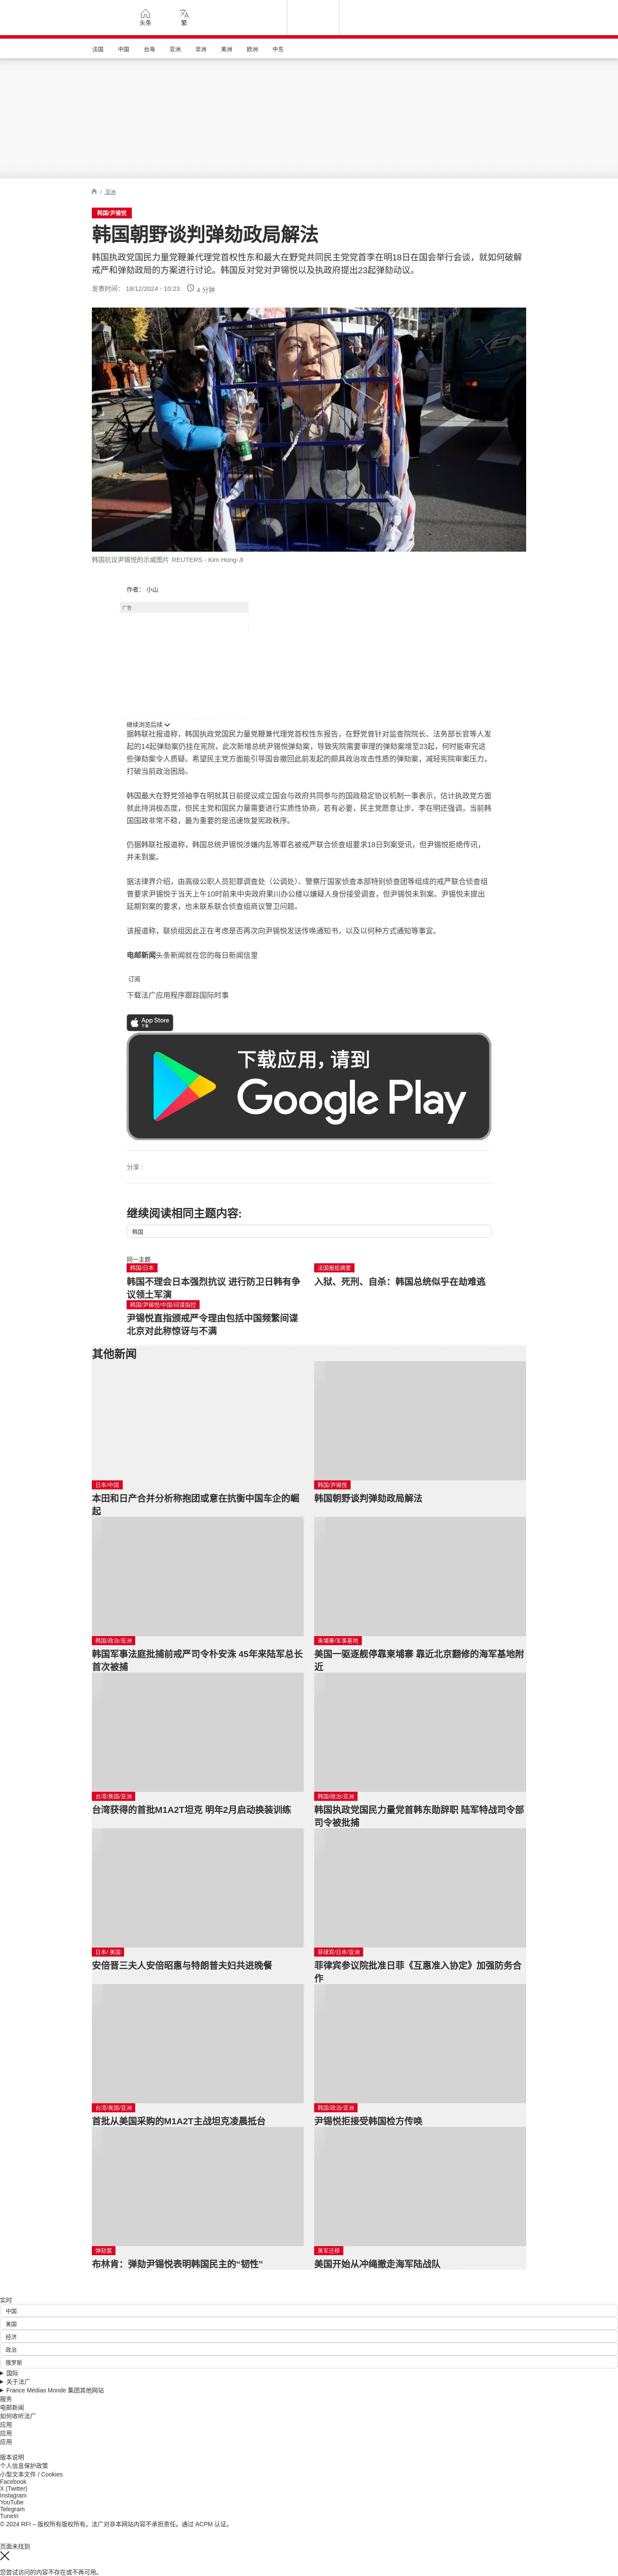 头条
繁
法国
中国
台海
亚洲
非洲
美洲
欧洲
中东
/ 亚洲
韩国/尹锡悦
韩国朝野谈判弹劾政局解法
韩国执政党国民力量党鞭兼代理党首权性东和最大在野党共同民主党党首李在明18日在国会举行会谈，就如何破解
戒严和弹劾政局的方案进行讨论。韩国反对党对尹锡悦以及执政府提出23起弹劾动议。
发表时间： 18/12/2024 - 10:23 4 分钟
韩国抗议尹锡悦的示威图片 REUTERS - Kim Hong-Ji
作者： 小山
广告
继续浏览后续
据韩联社报道称，韩国执政党国民力量党鞭兼代理党首权性东报告，在野党曾针对监查院院长、法务部长官等人发
起的14起弹劾案仍挂在宪院，此次新增总统尹锡悦弹劾案，导致宪院需要审理的弹劾案增至23起，何时能审完这
些弹劾案令人质疑。希望民主党方面能引导国会撤回此前发起的颇具政治攻击性质的弹劾案，减轻宪院审案压力，
打破当前政治困局。
韩国最大在野党领袖李在明就其日前提议成立国会与政府共同参与的国政稳定协议机制一事表示，估计执政党方面
就此持消极态度，但民主党和国民力量需要进行实质性协商，若有必要，民主党愿意让步。李在明还强调，当前韩
国国政非常不稳，最为重要的是迅速恢复宪政秩序。
仍据韩联社报道称，韩国总统尹锡悦涉嫌内乱等罪名被戒严联合侦查组要求18日到案受讯，但尹锡悦拒绝传讯，
并未到案。
据法律界介绍，由高级公职人员犯罪调查处（公调处）、警察厅国家侦查本部特别侦查团等组成的戒严联合侦查组
曾要求尹锡悦于当天上午10时前来中央政府果川办公楼以嫌疑人身份接受调查，但尹锡悦未到案。尹锡悦未提出
延期到案的要求，也未联系联合侦查组商议警卫问题。
该报道称，联侦组因此正在考虑是否再次向尹锡悦发送传唤通知书，以及以何种方式通知等事宜。
电邮新闻头条新闻就在您的每日新闻信里
订阅
下载法广应用程序跟踪国际时事
App Store
下载
下载应用，请到
Google Play
分享 :
继续阅读相同主题内容:
韩国
同一主题
韩国/日本
韩国不理会日本强烈抗议 进行防卫日韩有争
议领土军演
法国报纸摘要
入狱、死刑、自杀：韩国总统似乎在劫难逃
韩国/尹锡悦/中国/间谍指控
尹锡悦直指颁戒严令理由包括中国频繁间谍
北京对此称惊讶与不满
其他新闻
日本/中国
本田和日产合并分析称抱团或意在抗衡中国车企的崛
起
韩国/尹锡悦
韩国朝野谈判弹劾政局解法
韩国/政治/亚洲
韩国军事法庭批捕前戒严司令朴安洙 45年来陆军总长
首次被捕
柬埔寨/军事基地
美国一驱逐舰停靠柬埔寨 靠近北京翻修的海军基地附
近
台湾/美国/亚洲
台湾获得的首批M1A2T坦克 明年2月启动换装训练
韩国/政治/亚洲
韩国执政党国民力量党首韩东勋辞职 陆军特战司令部
司令被批捕
日本/ 美国
安倍晋三夫人安倍昭惠与特朗普夫妇共进晚餐
菲律宾/日本/亚洲
菲律宾参议院批准日菲《互惠准入协定》加强防务合
作
台湾/美国/亚洲
首批从美国采购的M1A2T主战坦克凌晨抵台
韩国/政治/亚洲
尹锡悦拒接受韩国检方传唤
弹劾案
布林肯：弹劾尹锡悦表明韩国民主的“韧性”
美军迁移
美国开始从冲绳撤走海军陆战队
实时
中国
美国
经济
政治
俄罗斯
国际
关于法广
France Médias Monde 集团其他网站
服务
电邮新闻
如何收听法广
应用
应用
应用
版本说明
个人信息保护政策
小型文本文件 / Cookies
Facebook
X (Twitter)
Instagram
YouTube
Telegram
TuneIn
© 2024 RFI – 版权所有版权所有。法广对非本网站内容不承担责任。通过 ACPM 认证。
页面未找到
您尝试访问的内容不存在或不再可用。